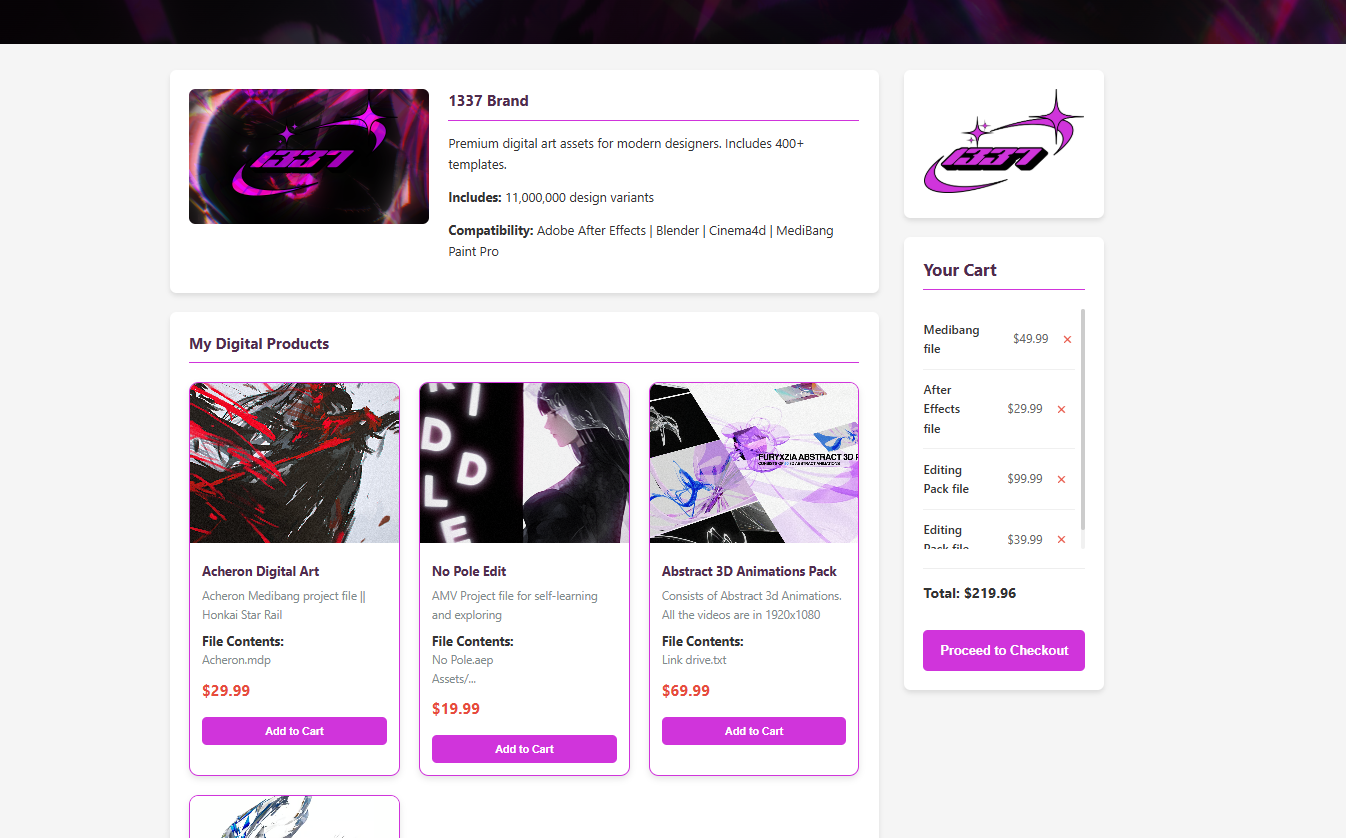 1337
1337 Brand
Premium digital art assets for modern designers. Includes 400+
templates.
Includes: 11,000,000 design variants
Compatibility: Adobe After Effects | Blender | Cinema4d | MediBang
Paint Pro
My Digital Products
RIDDLE
FURYXZIA ABSTRACT 3D
CONSISTS OF 10 3D ABSTRACT ANIMATIONS
Acheron Digital Art
Acheron Medibang project file ||
Honkai Star Rail
File Contents:
Acheron.mdp
$29.99
Add to Cart
No Pole Edit
AMV Project file for self-learning
and exploring
File Contents:
No Pole.aep
Assets/...
$19.99
Add to Cart
Abstract 3D Animations Pack
Consists of Abstract 3d Animations.
All the videos are in 1920x1080
File Contents:
Link drive.txt
$69.99
Add to Cart
1337
Your Cart
Medibang
file
$49.99 ×
After
Effects
file
$29.99 ×
Editing
Pack file
$99.99 ×
Editing
Pack file
$39.99 ×
Total: $219.96
Proceed to Checkout